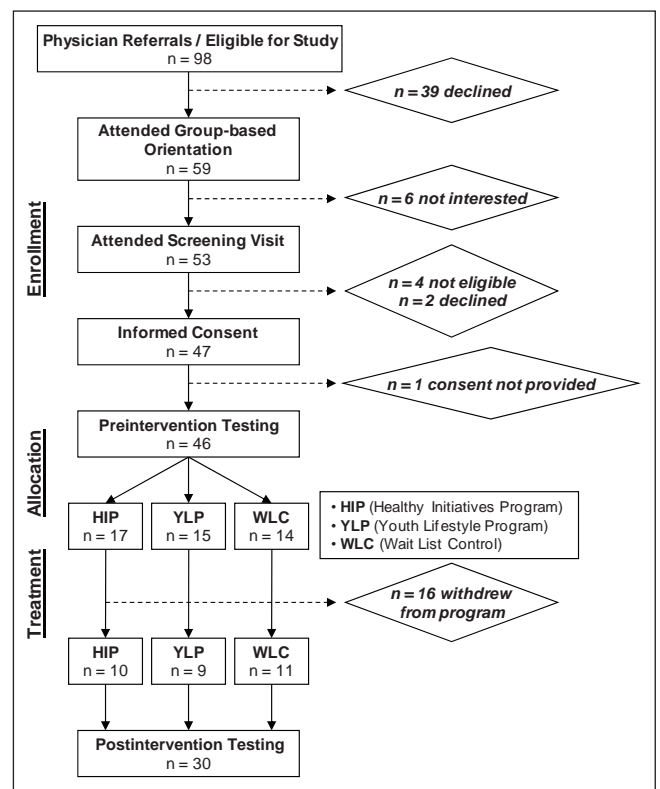 Physician Referrals / Eligible for Study
n = 98
n = 39 declined
Attended Group-based
Orientation
n = 59
n = 6 not interested
Enrollment
Attended Screening Visit
n = 53
n = 4 not eligible
n = 2 declined
Informed Consent
n = 47
n = 1 consent not provided
Preintervention Testing
n = 46
Allocation
HIP
n = 17
YLP
n = 15
WLC
n = 14
• HIP (Healthy Initiatives Program)
• YLP (Youth Lifestyle Program)
• WLC (Wait List Control)
Treatment
n = 16 withdrew
from program
HIP
n = 10
YLP
n = 9
WLC
n = 11
Postintervention Testing
n = 30